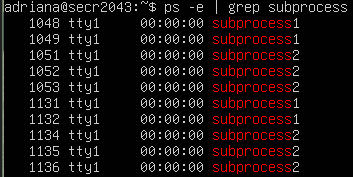 adriana@secr2043:~$ ps -e | grep subprocess
1048 tty1 00:00:00 subprocess1
1049 tty1 00:00:00 subprocess1
1051 tty1 00:00:00 subprocess2
1052 tty1 00:00:00 subprocess2
1053 tty1 00:00:00 subprocess2
1131 tty1 00:00:00 subprocess1
1132 tty1 00:00:00 subprocess1
1134 tty1 00:00:00 subprocess2
1135 tty1 00:00:00 subprocess2
1136 tty1 00:00:00 subprocess2